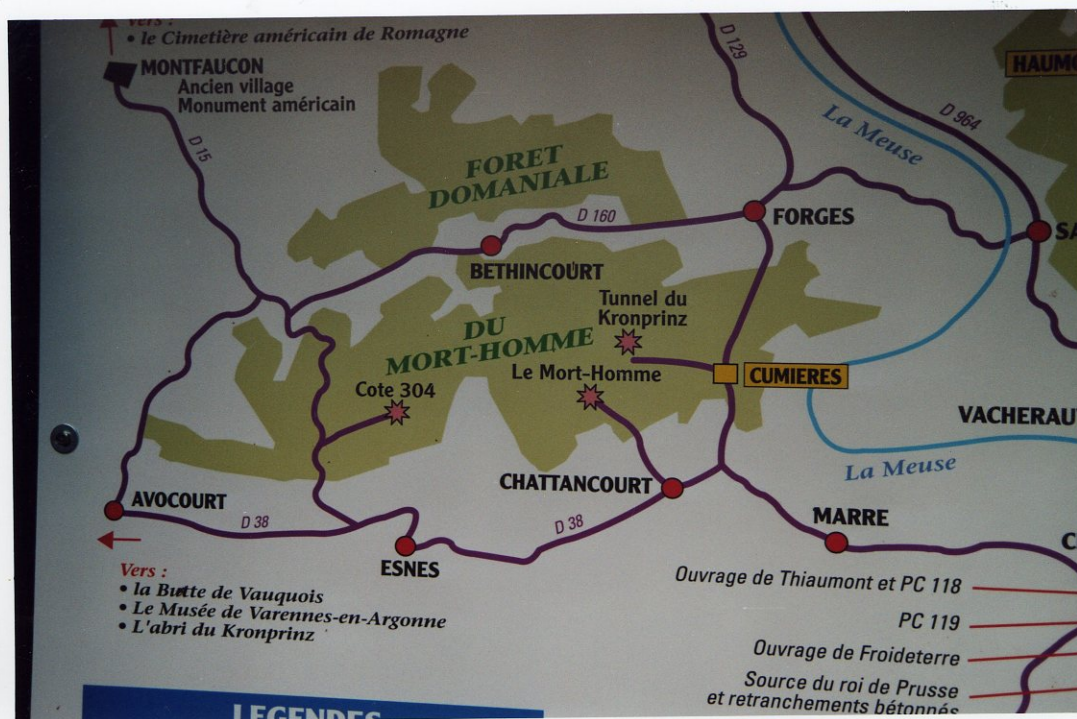 Vers :
• le Cimetière américain de Romagne
MONTFAUCON
Ancien village
Monument américain
D 15
D 129
D 964
HAUMO
La Meuse
FORET
DOMANIALE
D 160
FORGES
SA
BETHINCOURT
Tunnel du
Kronprinz
DU
MORT-HOMME
Le Mort-Homme
CUMIERES
Cote 304
VACHERAU
La Meuse
CHATTANCOURT
AVOCOURT
D 38
D 38
MARRE
C
ESNES
Vers :
• la Butte de Vauquois
• Le Musée de Varennes-en-Argonne
• L'abri du Kronprinz
Ouvrage de Thiaumont et PC 118
PC 119
Ouvrage de Froideterre
Source du roi de Prusse
et retranchements bétonnés
LEGENDES